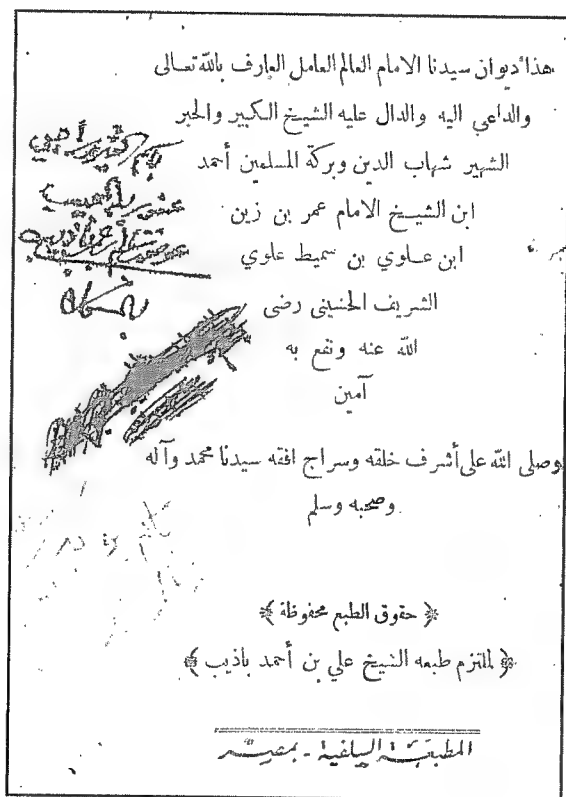 هذا ديوان سيدنا الامام العالم العامل العارف بالله تعالى
والداعي اليه والدال عليه الشيخ الكبير والحبر
الشهير شهاب الدين وبركة المسلمين أحمد
ابن الشيخ الامام عمر بن زين
ابن علوي بن سميط علوي
الشريف الحسيني رضى
الله عنه ونفع به
آمين
وصلى الله على أشرف خلقه وسراج افقه سيدنا محمد وآله
وصحبه وسلم
﴿ حقوق الطبع محفوظة ﴾
﴿ لملتزم طبعه الشيخ علي بن أحمد باذيب ﴾
المطبعة السلفية - بمصر